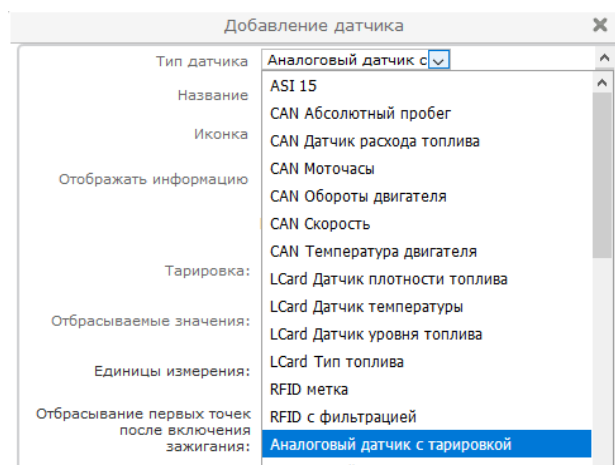 Добавление датчика
Тип датчика
Аналоговый датчик с
Название
Иконка
Отображать информацию
Тарировка:
Отбрасываемые значения:
Единицы измерения:
Отбрасывание первых точек
после включения
зажигания:
ASI 15
CAN Абсолютный пробег
CAN Датчик расхода топлива
CAN Моточасы
CAN Обороты двигателя
CAN Скорость
CAN Температура двигателя
LCard Датчик плотности топлива
LCard Датчик температуры
LCard Датчик уровня топлива
LCard Тип топлива
RFID метка
RFID с фильтрацией
Аналоговый датчик с тарировкой